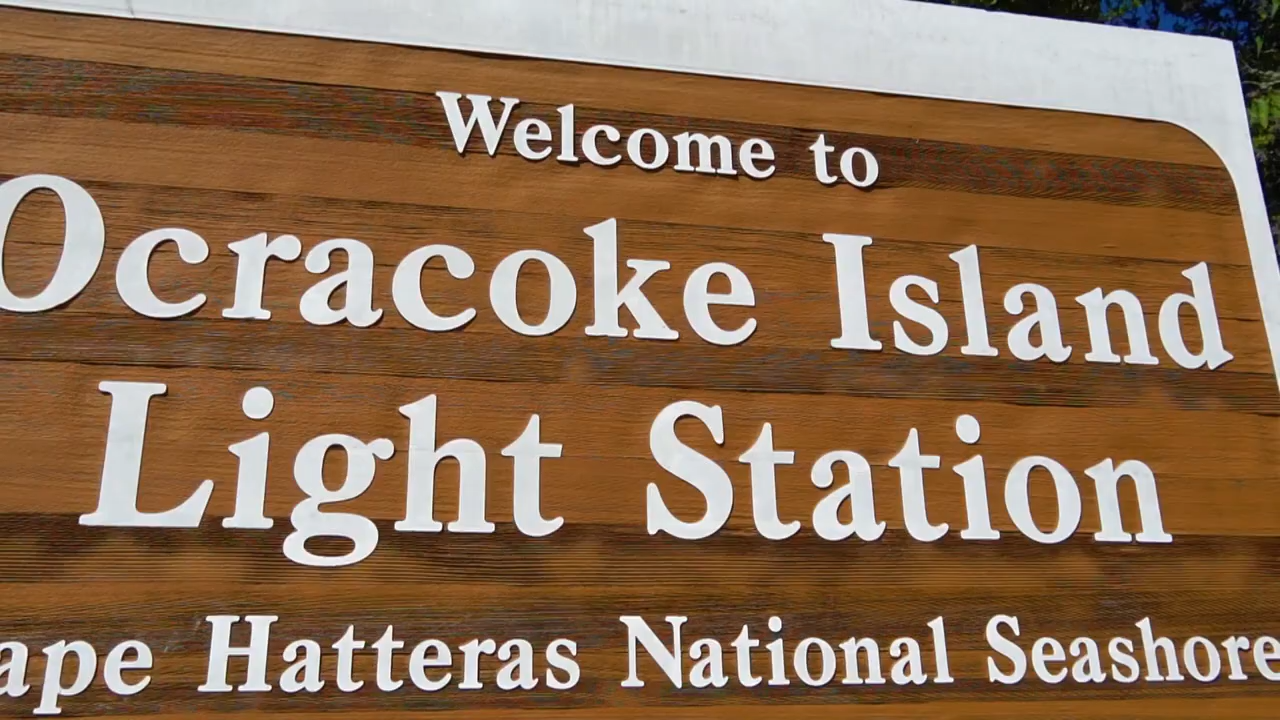 Welcome to
Ocracoke Island
Light Station
ape Hatteras National Seashore